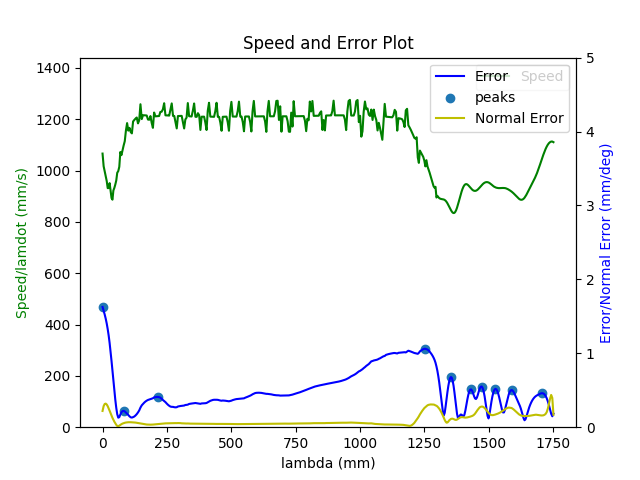 Speed and Error Plot
1400
1200
1000
800
600
400
200
0
Speed/lamdot (mm/s)
5
4
3
2
1
0
Error/Normal Error (mm/deg)
Error
Speed
peaks
Normal Error
0 250 500 750 1000 1250 1500 1750
lambda (mm)